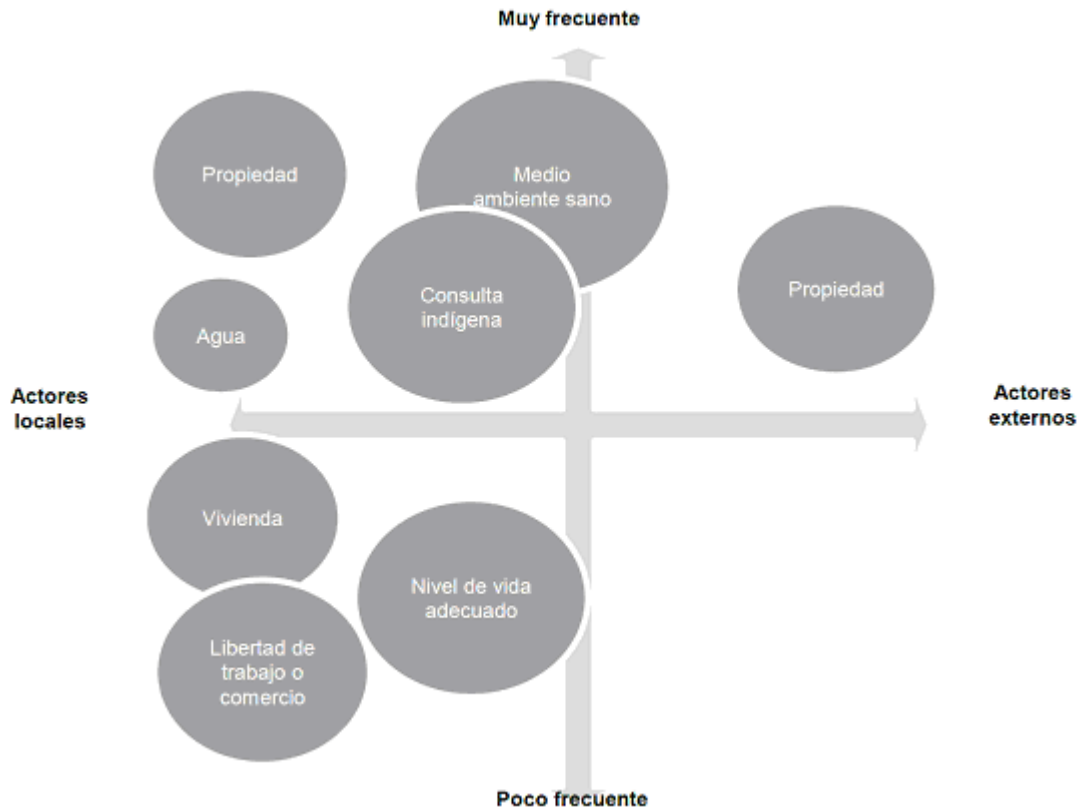 Muy frecuente
Propiedad
Medio
ambiente sano
Propiedad
Consulta
indígena
Agua
Actores
locales
Actores
externos
Vivienda
Nivel de vida
adecuado
Libertad de
trabajo o
comercio
Poco frecuente